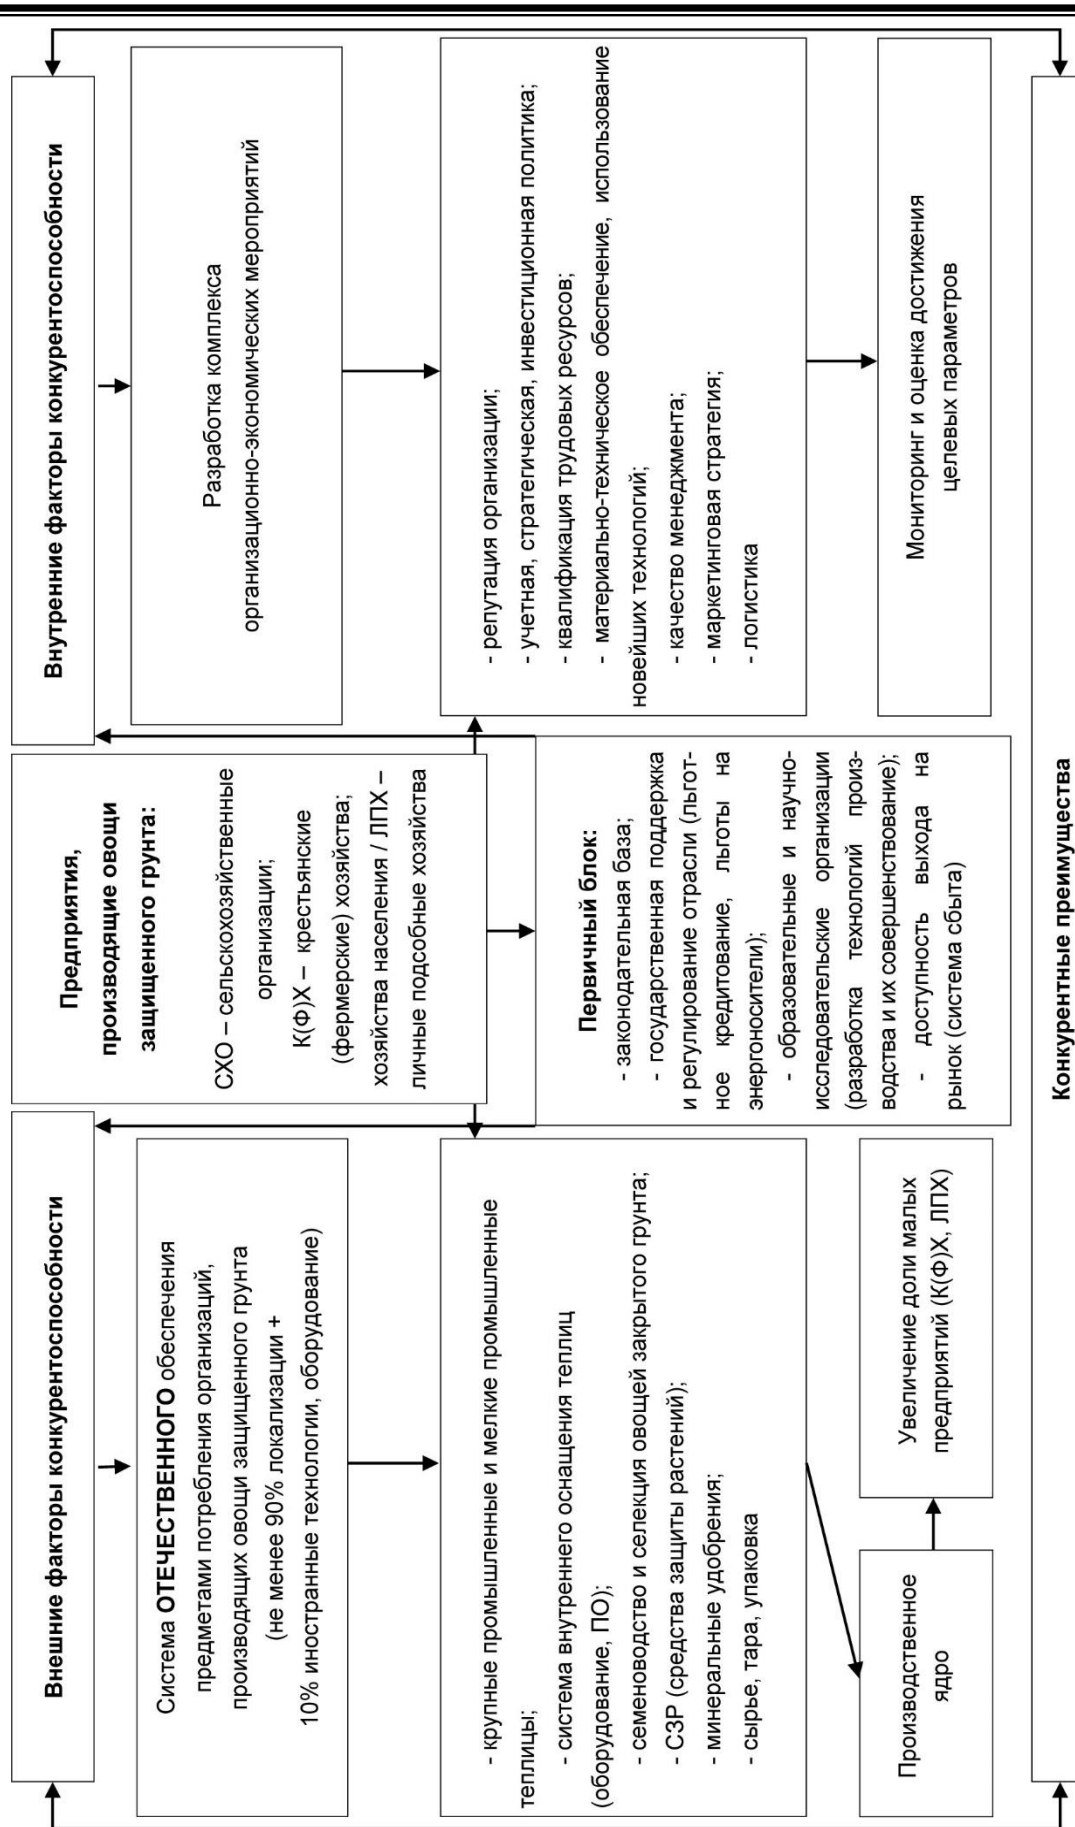 Внешние факторы конкурентоспособности
Система ОТЕЧЕСТВЕННОГО обеспечения
предметами потребления организаций,
производящих овощи защищенного грунта
(не менее 90% локализации +
10% иностранные технологии, оборудование)
- крупные промышленные и мелкие промышленные
теплицы;
- система внутреннего оснащения теплиц
(оборудование, ПО);
- семеноводство и селекция овощей закрытого грунта;
- СЗР (средства защиты растений);
- минеральные удобрения;
- сырье, тара, упаковка
Производственное
ядро
Увеличение доли малых
предприятий (К(Ф)Х, ЛПХ)
Предприятия,
производящие овощи
защищенного грунта:
СХО – сельскохозяйственные
организации;
К(Ф)Х – крестьянские
(фермерские) хозяйства;
хозяйства населения / ЛПХ –
личные подсобные хозяйства
Первичный блок:
- законодательная база;
- государственная поддержка
и регулирование отрасли (льгот-
ное кредитование, льготы на
энергоносители);
- образовательные и научно-
исследовательские организации
(разработка технологий произ-
водства и их совершенствование);
- доступность выхода на
рынок (система сбыта)
Внутренние факторы конкурентоспособности
Разработка комплекса
организационно-экономических мероприятий
- репутация организации;
- учетная, стратегическая, инвестиционная политика;
- квалификация трудовых ресурсов;
- материально-техническое обеспечение, использование
новейших технологий;
- качество менеджмента;
- маркетинговая стратегия;
- логистика
Мониторинг и оценка достижения
целевых параметров
Конкурентные преимущества